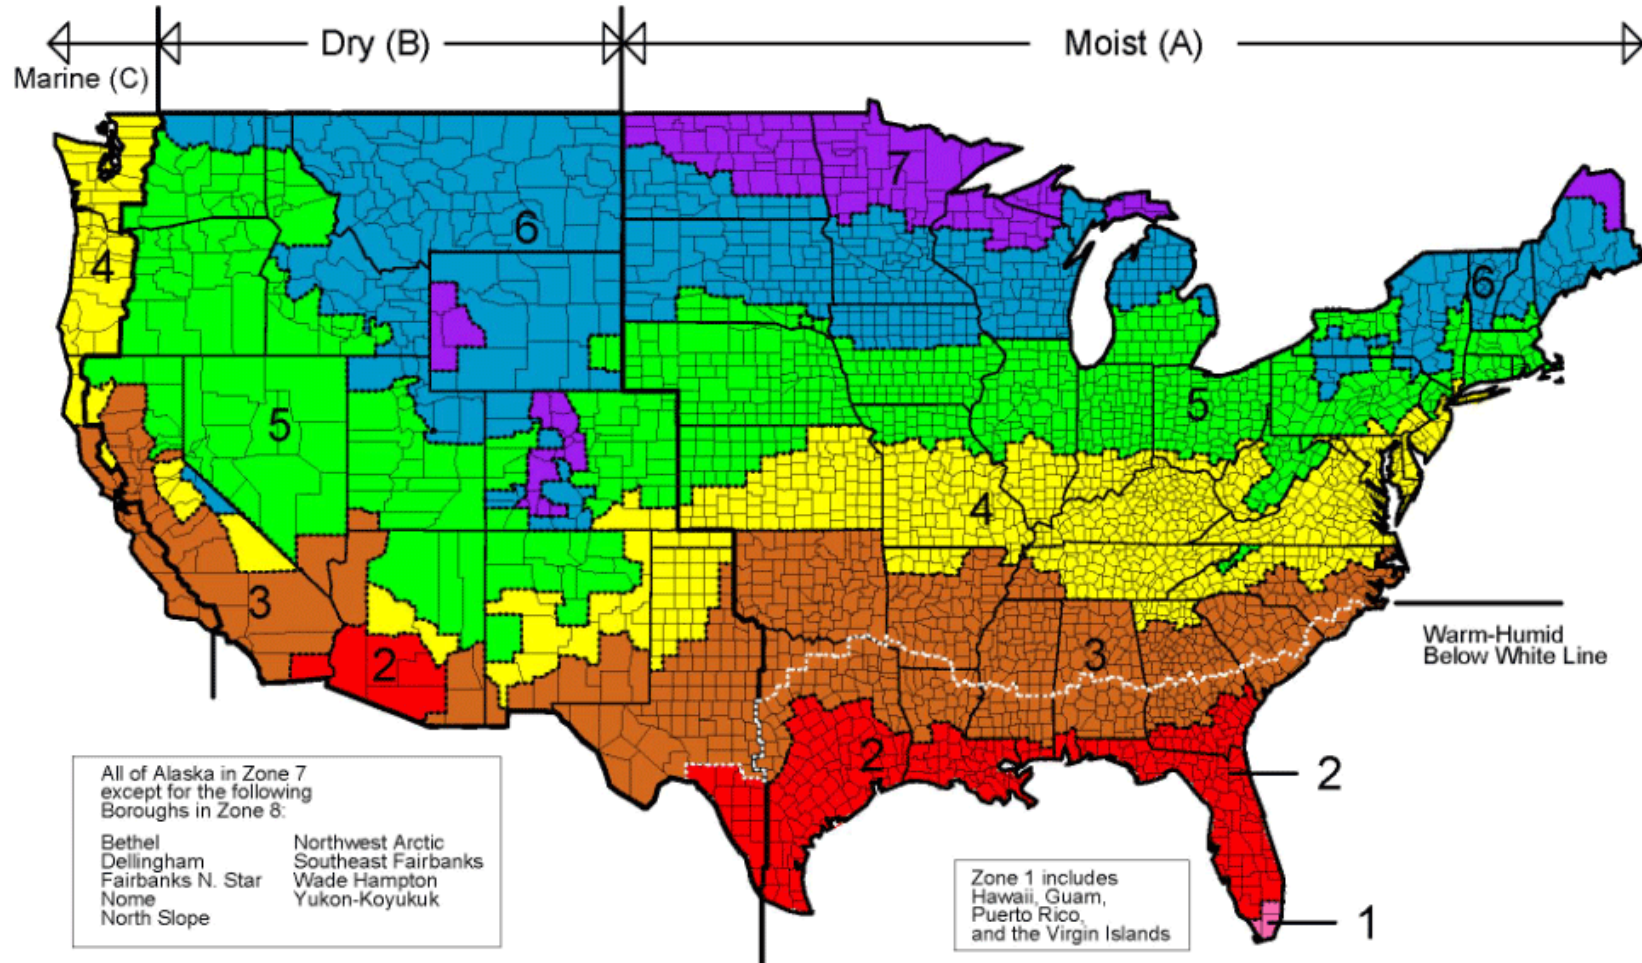 Dry (B)
Moist (A)
Marine (C)
7
6
4
6
5
5
4
3
3
2
2
Warm-Humid
Below White Line
2
1
All of Alaska in Zone 7
except for the following
Boroughs in Zone 8:
Bethel
Dellingham
Fairbanks N. Star
Nome
North Slope
Northwest Arctic
Southeast Fairbanks
Wade Hampton
Yukon-Koyukuk
Zone 1 includes
Hawaii, Guam,
Puerto Rico,
and the Virgin Islands